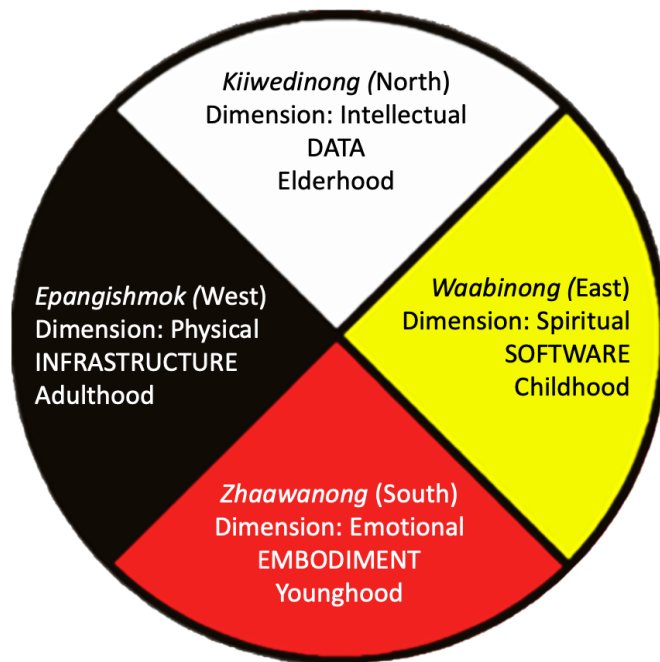 Kiiwedinong (North)
Dimension: Intellectual
DATA
Elderhood
Waabinong (East)
Dimension: Spiritual
SOFTWARE
Childhood
Epangishmok (West)
Dimension: Physical
INFRASTRUCTURE
Adulthood
Zhaawanong (South)
Dimension: Emotional
EMBODIMENT
Younghood